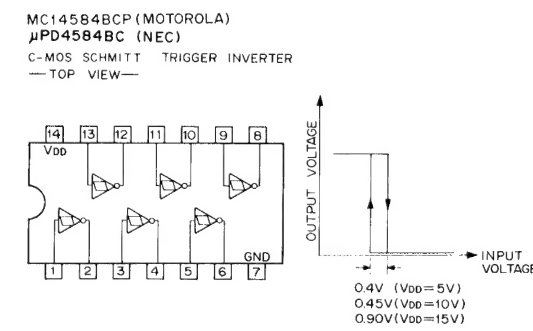 MC14584BCP (MOTOROLA)
μPD4584BC (NEC)
C-MOS SCHMITT TRIGGER INVERTER
—TOP VIEW—
14 13 12 11 10 9 8
VDD
GND
1 2 3 4 5 6 7
OUTPUT VOLTAGE
INPUT
VOLTAGE
0.4V (VDD=5V)
0.45V(VDD=10V)
0.90V(VDD=15V)